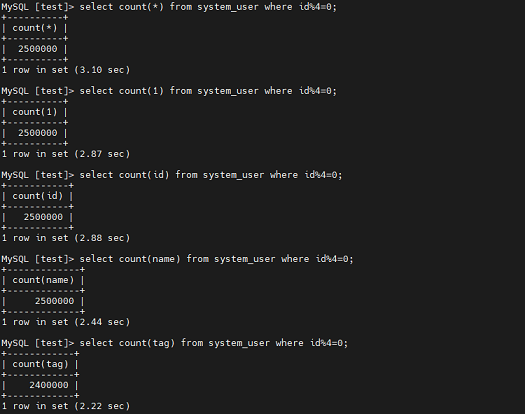 MySQL [test]> select count(*) from system_user where id%4=0;
+----------+
| count(*) |
+----------+
|  2500000 |
+----------+
1 row in set (3.10 sec)
MySQL [test]> select count(1) from system_user where id%4=0;
+----------+
| count(1) |
+----------+
|  2500000 |
+----------+
1 row in set (2.87 sec)
MySQL [test]> select count(id) from system_user where id%4=0;
+-----------+
| count(id) |
+-----------+
|   2500000 |
+-----------+
1 row in set (2.88 sec)
MySQL [test]> select count(name) from system_user where id%4=0;
+-------------+
| count(name) |
+-------------+
|     2500000 |
+-------------+
1 row in set (2.44 sec)
MySQL [test]> select count(tag) from system_user where id%4=0;
+------------+
| count(tag) |
+------------+
|    2400000 |
+------------+
1 row in set (2.22 sec)